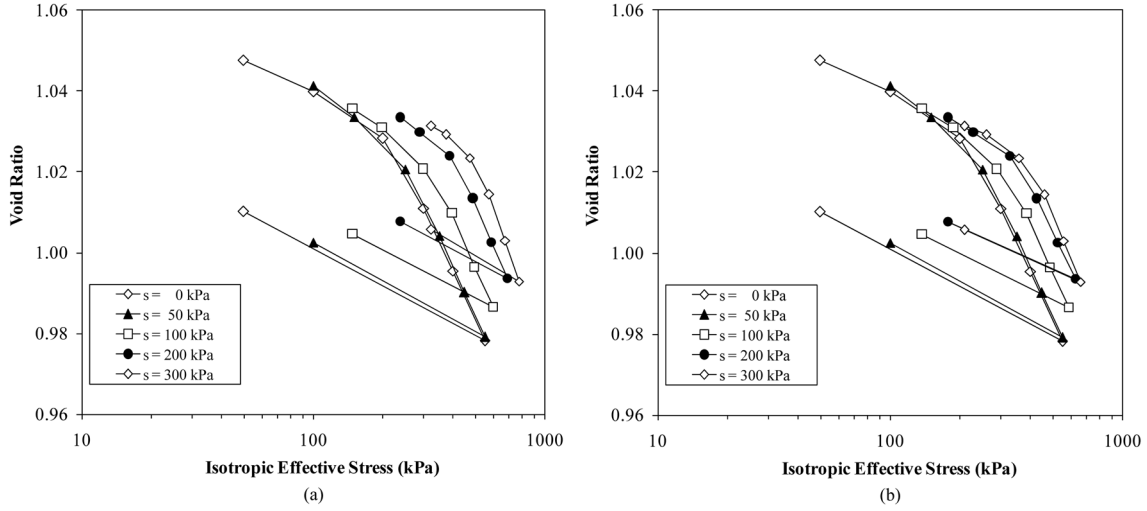 1.06
1.04
1.02
1.00
0.98
0.96
Void Ratio
s = 0 kPa
s = 50 kPa
s = 100 kPa
s = 200 kPa
s = 300 kPa
10
100
1000
Isotropic Effective Stress (kPa)
(a)
1.06
1.04
1.02
1.00
0.98
0.96
Void Ratio
s = 0 kPa
s = 50 kPa
s = 100 kPa
s = 200 kPa
s = 300 kPa
10
100
1000
Isotropic Effective Stress (kPa)
(b)